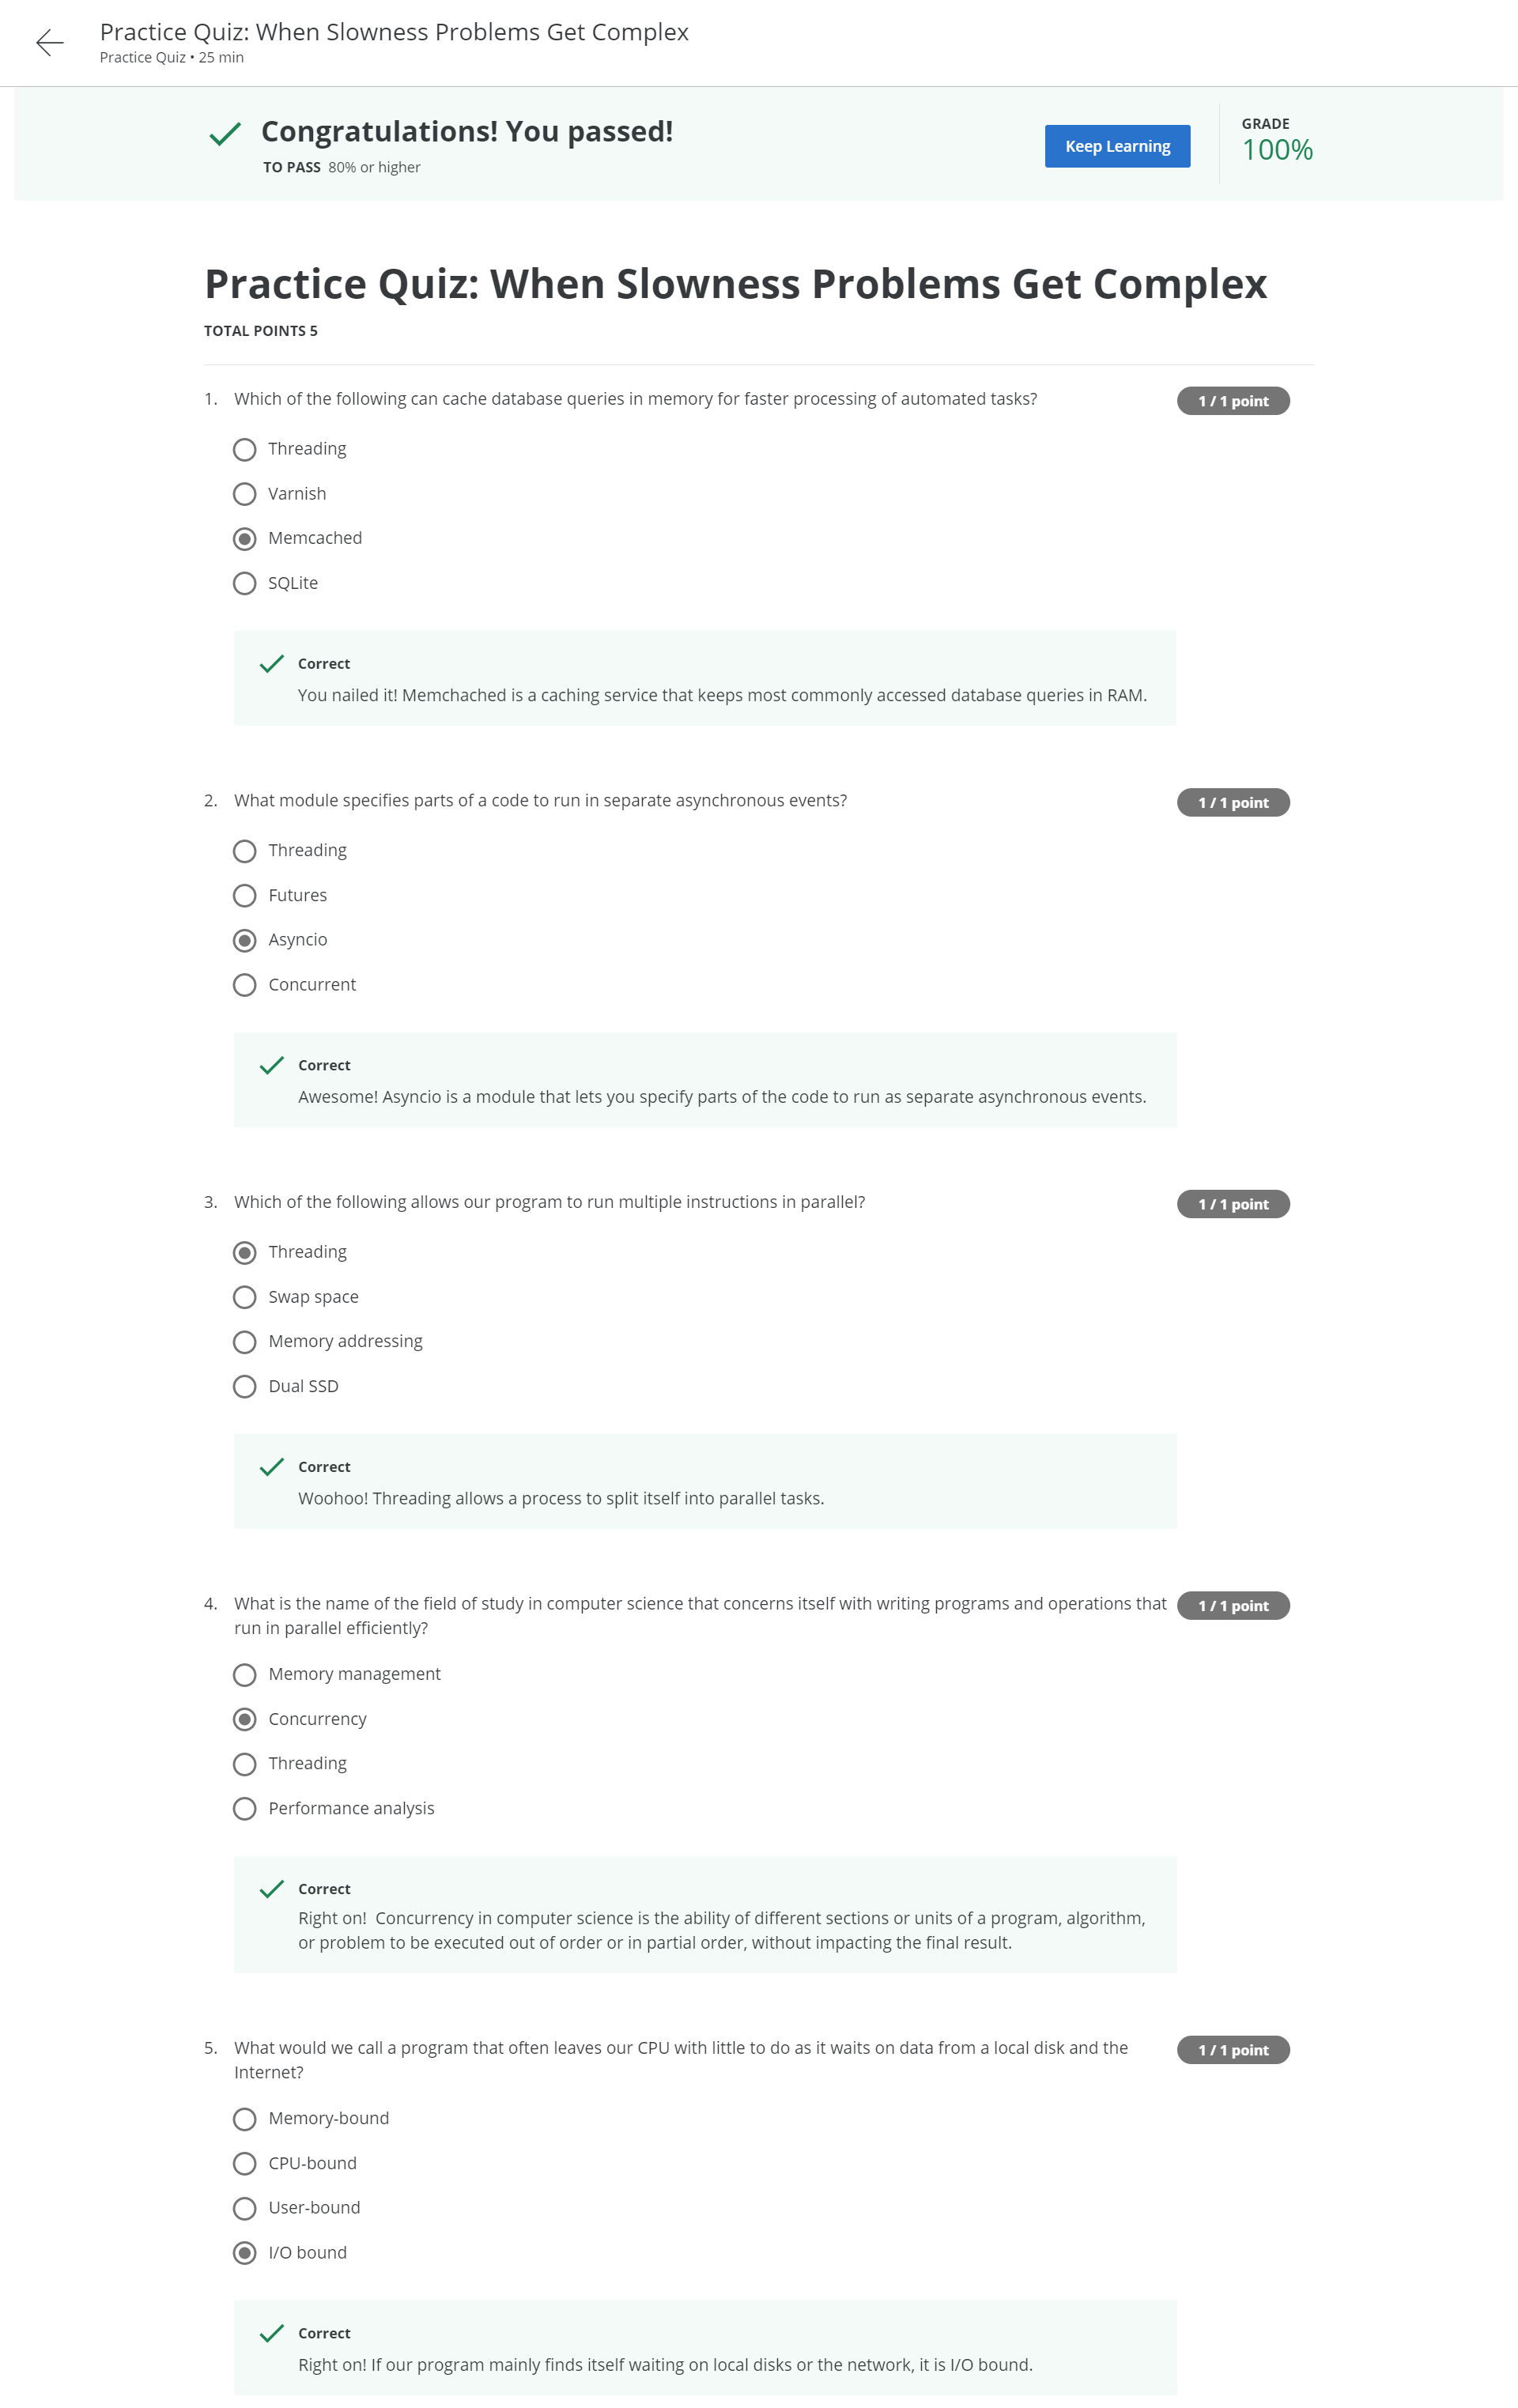 Practice Quiz: When Slowness Problems Get Complex
Practice Quiz • 25 min
Congratulations! You passed!
TO PASS 80% or higher
Keep Learning
GRADE
100%
Practice Quiz: When Slowness Problems Get Complex
TOTAL POINTS 5
1. Which of the following can cache database queries in memory for faster processing of automated tasks?
1 / 1 point
Threading
Varnish
Memcached
SQLite
Correct
You nailed it! Memchached is a caching service that keeps most commonly accessed database queries in RAM.
2. What module specifies parts of a code to run in separate asynchronous events?
1 / 1 point
Threading
Futures
Asyncio
Concurrent
Correct
Awesome! Asyncio is a module that lets you specify parts of the code to run as separate asynchronous events.
3. Which of the following allows our program to run multiple instructions in parallel?
1 / 1 point
Threading
Swap space
Memory addressing
Dual SSD
Correct
Woohoo! Threading allows a process to split itself into parallel tasks.
4. What is the name of the field of study in computer science that concerns itself with writing programs and operations that
run in parallel efficiently?
1 / 1 point
Memory management
Concurrency
Threading
Performance analysis
Correct
Right on!  Concurrency in computer science is the ability of different sections or units of a program, algorithm,
or problem to be executed out of order or in partial order, without impacting the final result.
5. What would we call a program that often leaves our CPU with little to do as it waits on data from a local disk and the
Internet?
1 / 1 point
Memory-bound
CPU-bound
User-bound
I/O bound
Correct
Right on! If our program mainly finds itself waiting on local disks or the network, it is I/O bound.